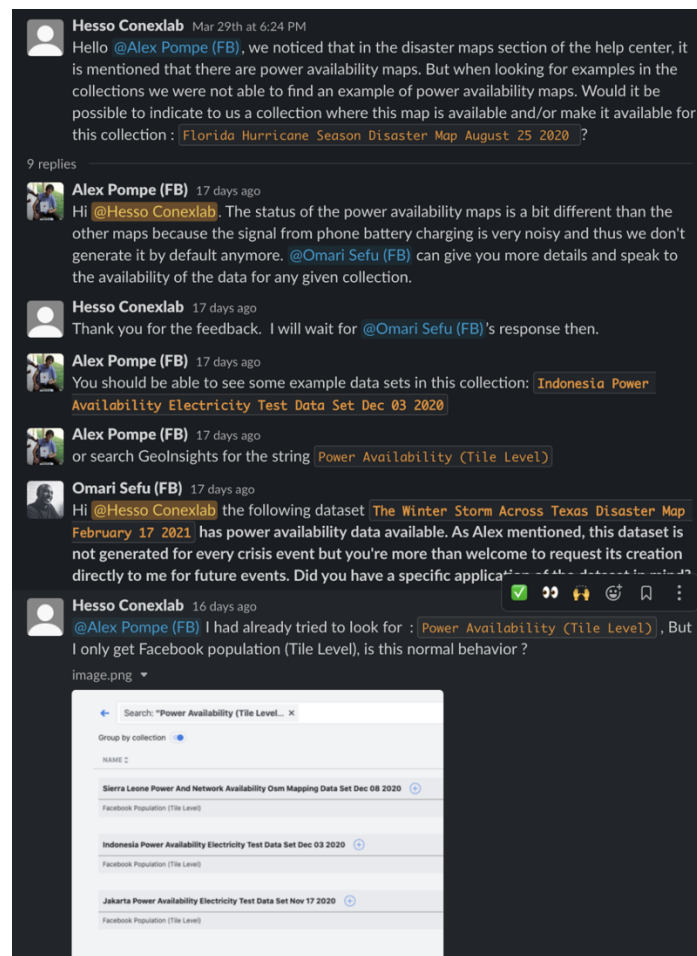 Hesso Conexlab Mar 29th at 6:24 PM
Hello @Alex Pompe (FB), we noticed that in the disaster maps section of the help center, it
is mentioned that there are power availability maps. But when looking for examples in the
collections we were not able to find an example of power availability maps. Would it be
possible to indicate to us a collection where this map is available and/or make it available for
this collection : Florida Hurricane Season Disaster Map August 25 2020 ?
9 replies
Alex Pompe (FB) 17 days ago
Hi @Hesso Conexlab. The status of the power availability maps is a bit different than the
other maps because the signal from phone battery charging is very noisy and thus we don't
generate it by default anymore. @Omari Sefu (FB) can give you more details and speak to
the availability of the data for any given collection.
Hesso Conexlab 17 days ago
Thank you for the feedback. I will wait for @Omari Sefu (FB)'s response then.
Alex Pompe (FB) 17 days ago
You should be able to see some example data sets in this collection: Indonesia Power
Availability Electricity Test Data Set Dec 03 2020
Alex Pompe (FB) 17 days ago
or search GeoInsights for the string Power Availability (Tile Level)
Omari Sefu (FB) 17 days ago
Hi @Hesso Conexlab the following dataset The Winter Storm Across Texas Disaster Map
February 17 2021 has power availability data available. As Alex mentioned, this dataset is
not generated for every crisis event but you're more than welcome to request its creation
directly to me for future events. Did you have a specific application of the dataset in mind?
Hesso Conexlab 16 days ago
@Alex Pompe (FB) I had already tried to look for : Power Availability (Tile Level) , But
I only get Facebook population (Tile Level), is this normal behavior ?
image.png
Search: "Power Availability (Tile Level... ×
Group by collection
NAME
Sierra Leone Power And Network Availability Osm Mapping Data Set Dec 08 2020
Facebook Population (Tile Level)
Indonesia Power Availability Electricity Test Data Set Dec 03 2020
Facebook Population (Tile Level)
Jakarta Power Availability Electricity Test Data Set Nov 17 2020
Facebook Population (Tile Level)